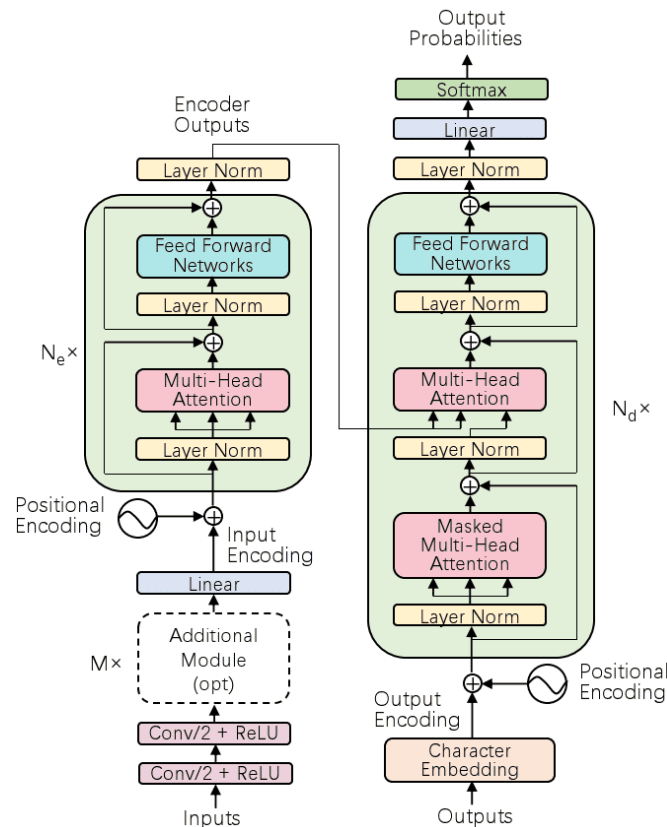 Output
Probabilities
Softmax
Linear
Layer Norm
Feed Forward
Networks
Layer Norm
Multi-Head
Attention
Layer Norm
Masked
Multi-Head
Attention
Layer Norm
N_d ×
Positional
Encoding
Output
Encoding
Character
Embedding
Outputs
Encoder
Outputs
Layer Norm
Feed Forward
Networks
Layer Norm
N_e ×
Multi-Head
Attention
Layer Norm
Positional
Encoding
Input
Encoding
Linear
M×
Additional
Module
(opt)
Conv/2 + ReLU
Conv/2 + ReLU
Inputs